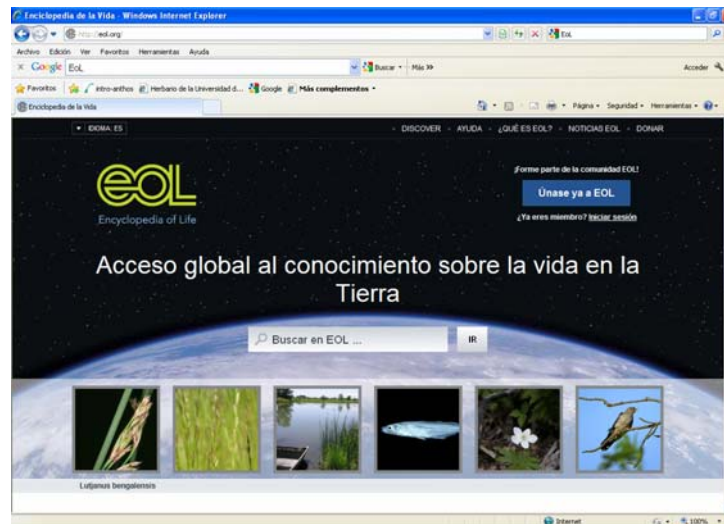 Enciclopedia de la Vida - Windows Internet Explorer
http://eol.org/
EoL
Archivo Edición Ver Favoritos Herramientas Ayuda
Google EoL Buscar Más Acceder
Favoritos intro-anthos Herbario de la Universidad d... Google Más complementos
Enciclopedia de la Vida Página Seguridad Herramientas
IDIOMA: ES DISCOVER AYUDA ¿QUÉ ES EOL? NOTICIAS EOL DONAR
eol
Encyclopedia of Life
¡Forme parte de la comunidad EOL!
Únase ya a EOL
¿Ya eres miembro? Iniciar sesión
Acceso global al conocimiento sobre la vida en la
Tierra
Buscar en EOL ... IR
Lutjanus bengalensis
Internet 100%